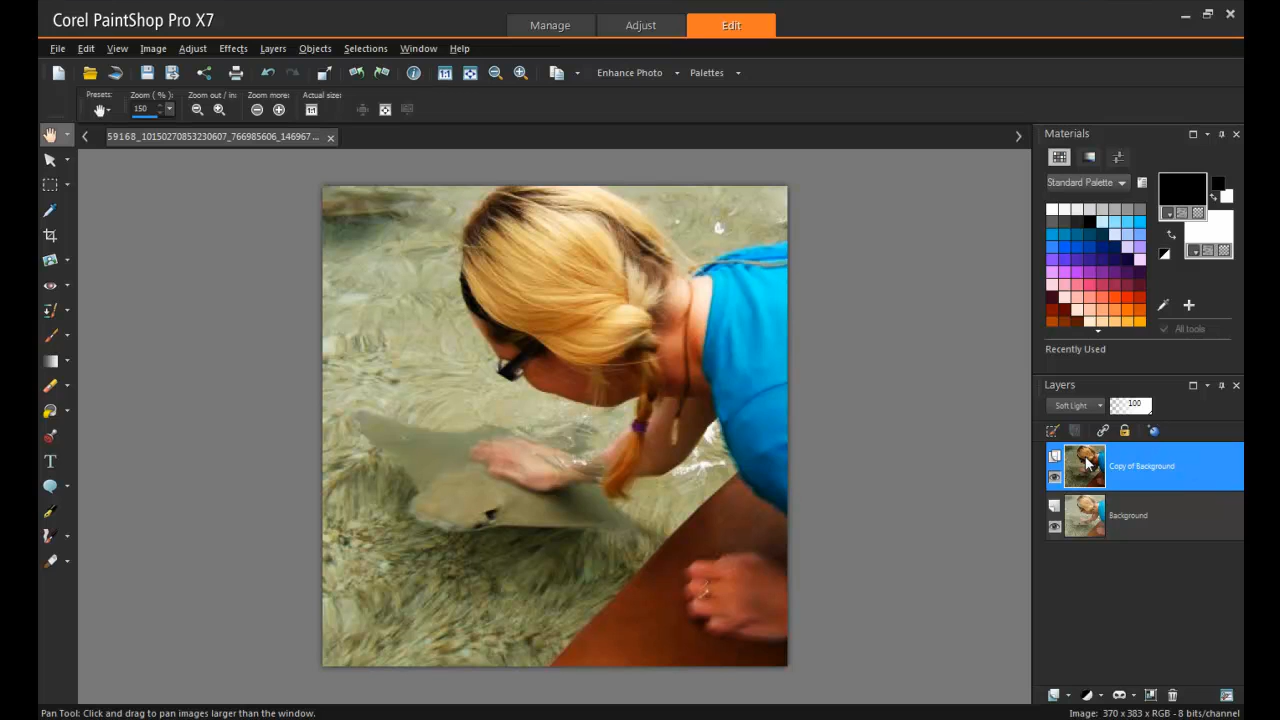 Corel PaintShop Pro X7
Manage
Adjust
Edit
File Edit View Image Adjust Effects Layers Objects Selections Window Help
Enhance Photo
Palettes
Presets:
Zoom ( % ):
Zoom out / in:
Zoom more:
Actual size:
150
59168_10150270853230607_766985606_146967 ...
Materials
Standard Palette
All tools
Recently Used
Layers
Soft Light
100
Copy of Background
Background
Pan Tool: Click and drag to pan images larger than the window.
Image: 370 x 383 x RGB - 8 bits/channel